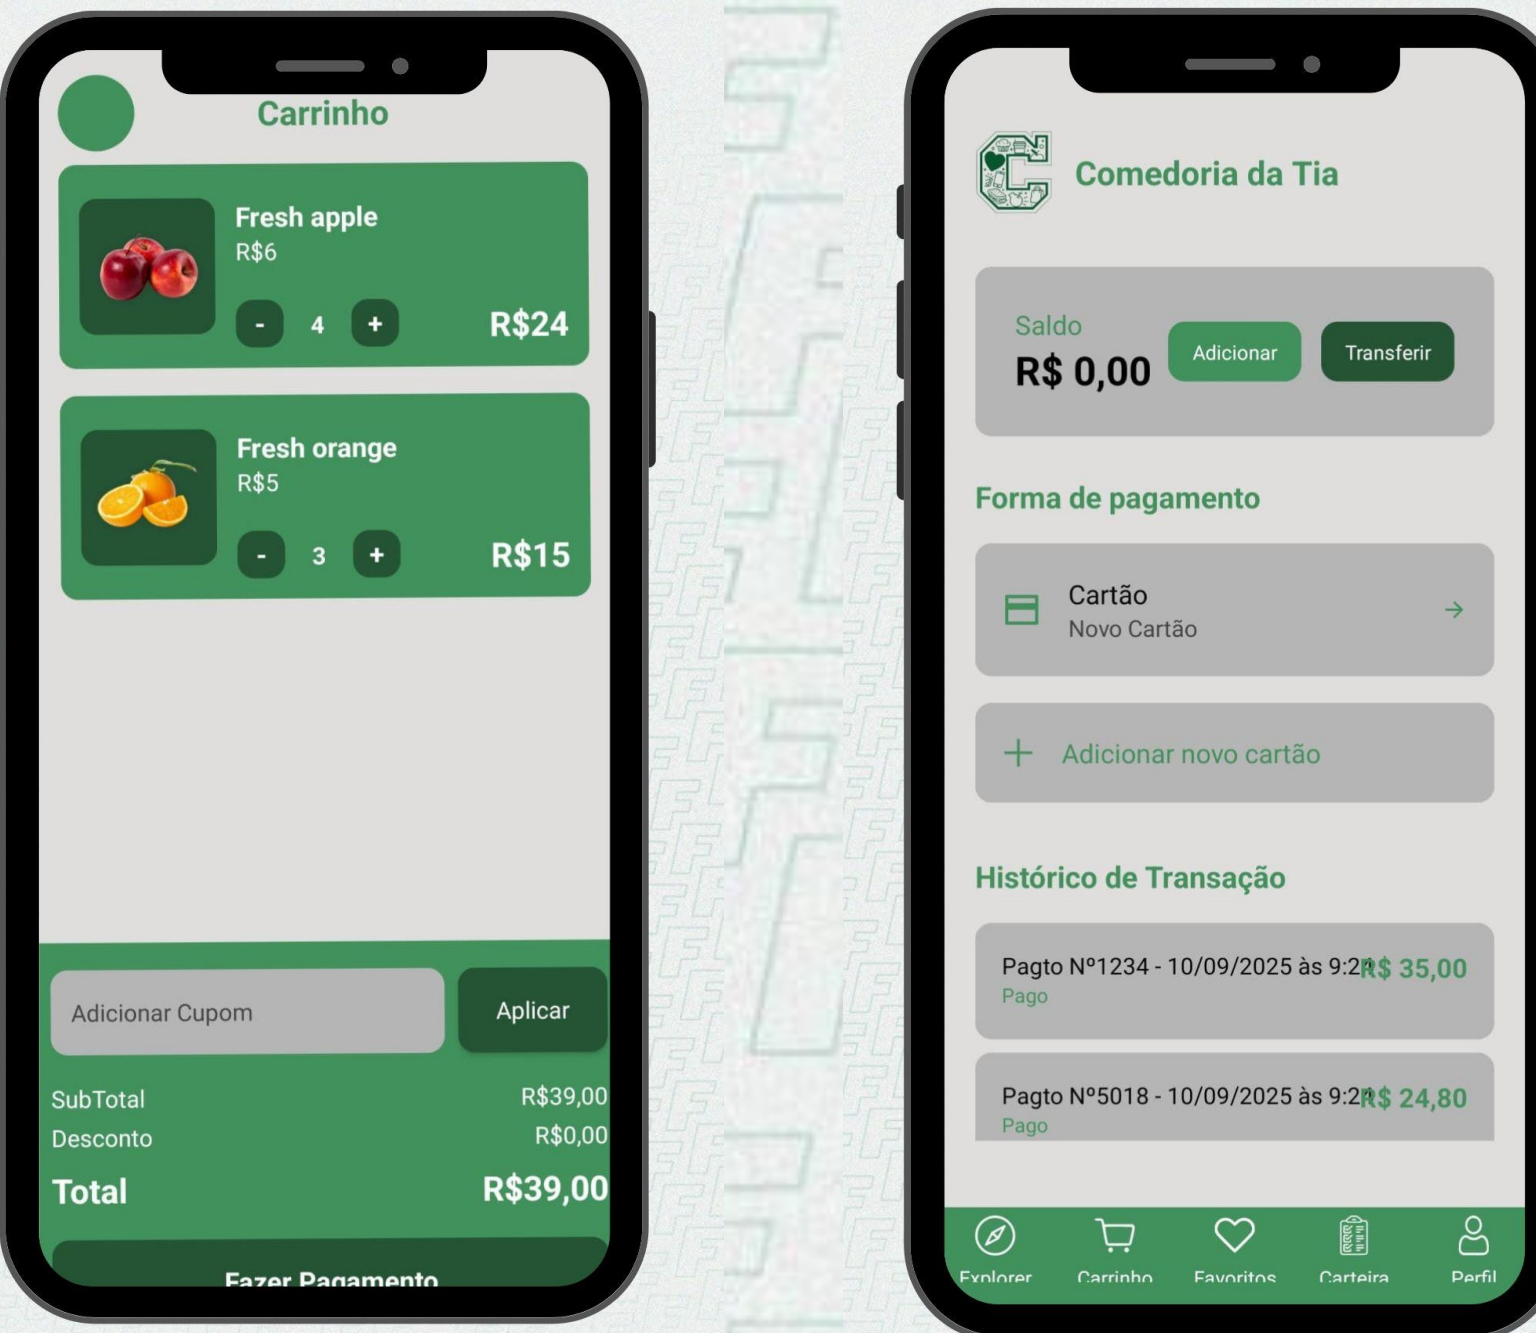 Carrinho
Fresh apple
R$6
- 4 +
R$24
Fresh orange
R$5
- 3 +
R$15
Adicionar Cupom
Aplicar
SubTotal
R$39,00
Desconto
R$0,00
Total
R$39,00
Fazer Pagamento
Comedoria da Tia
Saldo
R$ 0,00
Adicionar
Transferir
Forma de pagamento
Cartão
Novo Cartão
Adicionar novo cartão
Histórico de Transação
Pagto Nº1234 - 10/09/2025 às 9:2
R$ 35,00
Pago
Pagto Nº5018 - 10/09/2025 às 9:2
R$ 24,80
Pago
Explorer
Carrinho
Favoritos
Carteira
Perfil